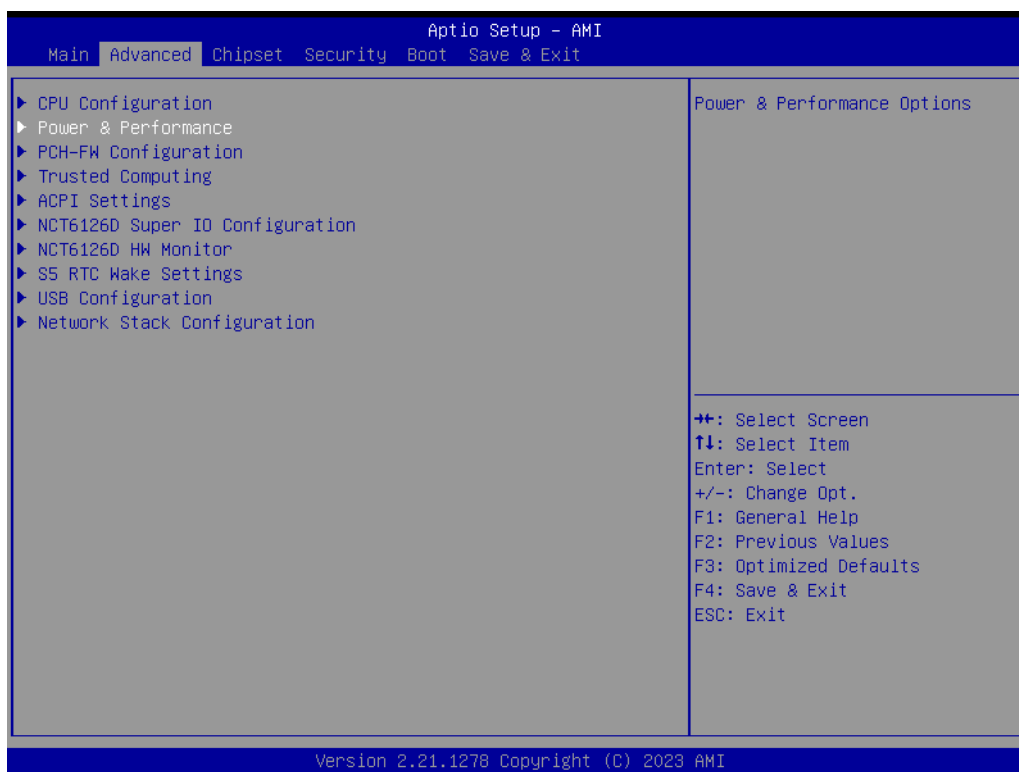 Aptio Setup – AMI
Main Advanced Chipset Security Boot Save & Exit
▶ CPU Configuration
▶ Power & Performance
▶ PCH-FW Configuration
▶ Trusted Computing
▶ ACPI Settings
▶ NCT6126D Super IO Configuration
▶ NCT6126D HW Monitor
▶ S5 RTC Wake Settings
▶ USB Configuration
▶ Network Stack Configuration
Power & Performance Options
→←: Select Screen
↑↓: Select Item
Enter: Select
+/-: Change Opt.
F1: General Help
F2: Previous Values
F3: Optimized Defaults
F4: Save & Exit
ESC: Exit
Version 2.21.1278 Copyright (C) 2023 AMI